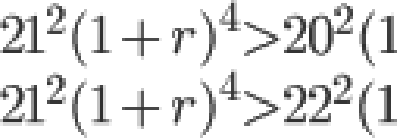 21²(1 + r)⁴>20²(1
21²(1 + r)⁴>22²(1